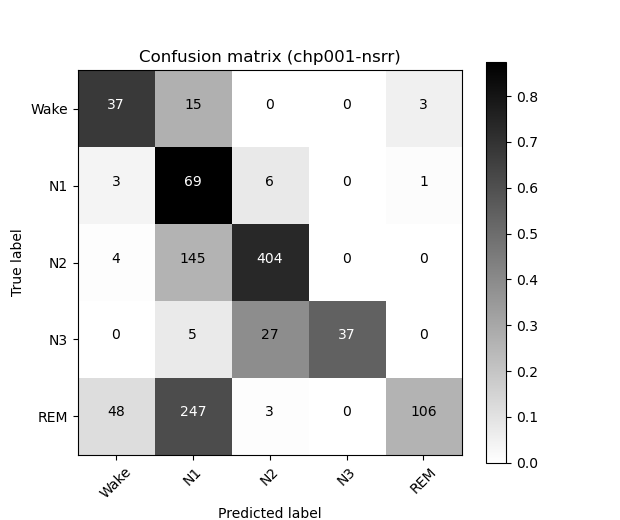 Confusion matrix (chp001-nsrr)
True label
Wake 37 15 0 0 3
N1 3 69 6 0 1
N2 4 145 404 0 0
N3 0 5 27 37 0
REM 48 247 3 0 106
Wake N1 N2 N3 REM
Predicted label
0.8
0.7
0.6
0.5
0.4
0.3
0.2
0.1
0.0